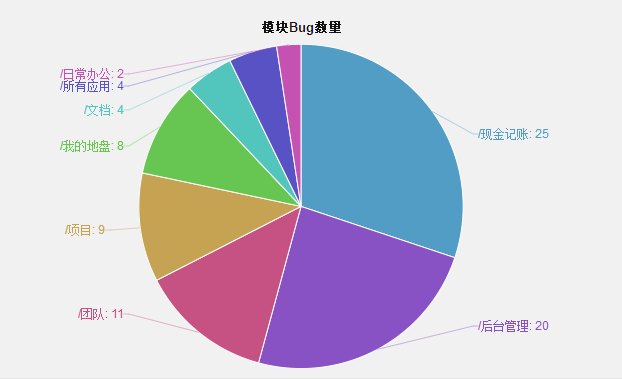 模块Bug数量
/日常办公: 2
/所有应用: 4
/文档: 4
/我的地盘: 8
/项目: 9
/团队: 11
/现金记账: 25
/后台管理: 20